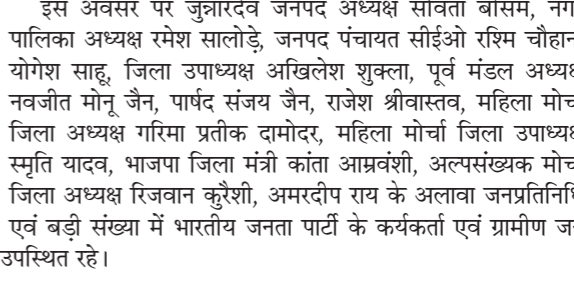 इस अवसर पर जुन्नारदेव जनपद अध्यक्ष सविता बोसम, नग
पालिका अध्यक्ष रमेश सालोड़े, जनपद पंचायत सीईओ रश्मि चौहान
योगेश साहू, जिला उपाध्यक्ष अखिलेश शुक्ला, पूर्व मंडल अध्यक्ष
नवजीत मोनू जैन, पार्षद संजय जैन, राजेश श्रीवास्तव, महिला मोर्च
जिला अध्यक्ष गरिमा प्रतीक दामोदर, महिला मोर्चा जिला उपाध्यक्ष
स्मृति यादव, भाजपा जिला मंत्री कांता आम्रवंशी, अल्पसंख्यक मोर्च
जिला अध्यक्ष रिजवान कुरैशी, अमरदीप राय के अलावा जनप्रतिनिधि
एवं बड़ी संख्या में भारतीय जनता पार्टी के कर्यकर्ता एवं ग्रामीण ज
उपस्थित रहे।